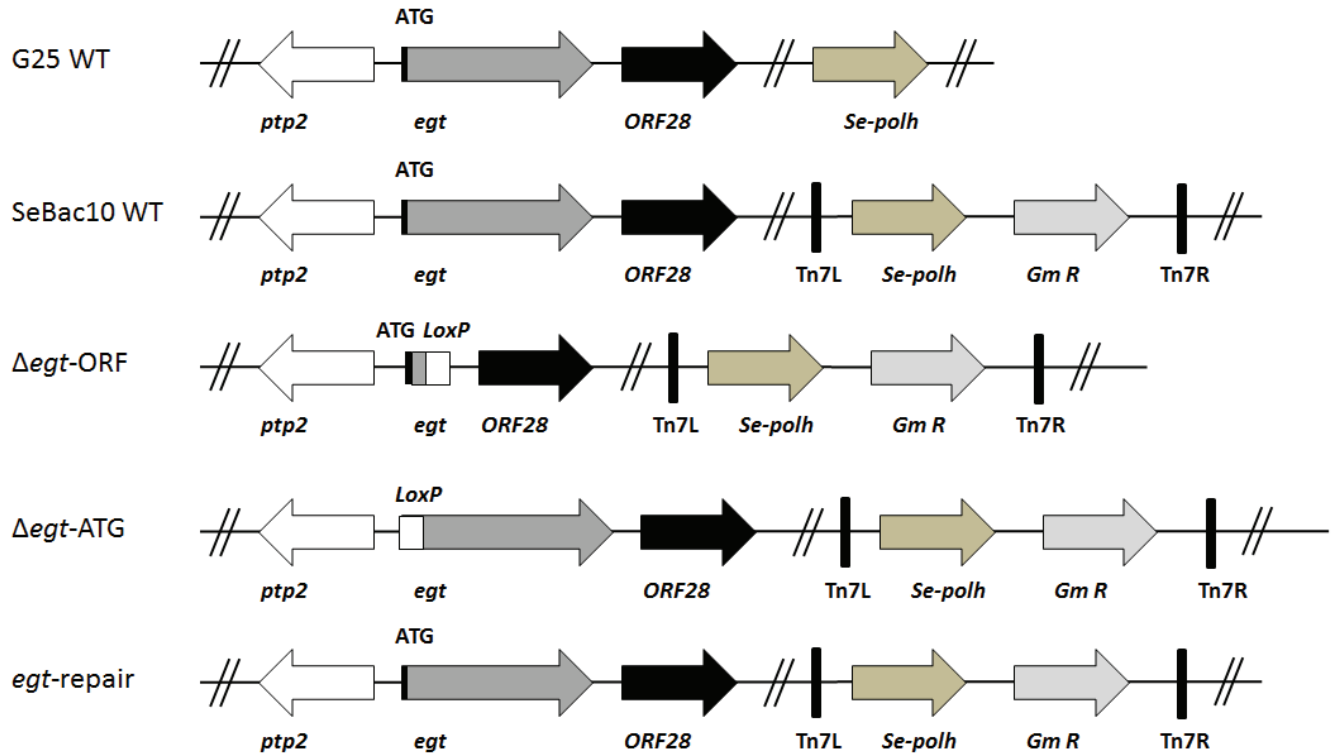 ATG
G25 WT
ptp2 egt ORF28 Se-polh
ATG
SeBac10 WT
ptp2 egt ORF28 Tn7L Se-polh Gm R Tn7R
ATG LoxP
Δegt-ORF
ptp2 egt ORF28 Tn7L Se-polh Gm R Tn7R
LoxP
Δegt-ATG
ptp2 egt ORF28 Tn7L Se-polh Gm R Tn7R
ATG
egt-repair
ptp2 egt ORF28 Tn7L Se-polh Gm R Tn7R